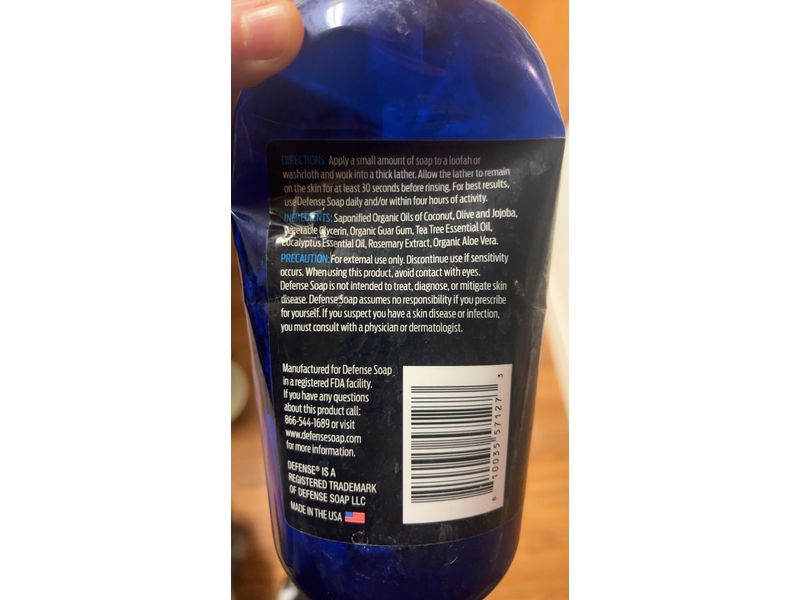 DIRECTIONS: Apply a small amount of soap to a loofah or
washcloth and work into a thick lather. Allow the lather to remain
on the skin for at least 30 seconds before rinsing. For best results,
use Defense Soap daily and/or within four hours of activity.
INGREDIENTS: Saponified Organic Oils of Coconut, Olive and Jojoba,
Vegetable Glycerin, Organic Guar Gum, Tea Tree Essential Oil,
Eucalyptus Essential Oil, Rosemary Extract, Organic Aloe Vera.
PRECAUTION: For external use only. Discontinue use if sensitivity
occurs. When using this product, avoid contact with eyes.
Defense Soap is not intended to treat, diagnose, or mitigate skin
disease. Defense Soap assumes no responsibility if you prescribe
for yourself. If you suspect you have a skin disease or infection,
you must consult with a physician or dermatologist.
Manufactured for Defense Soap
in a registered FDA facility.
If you have any questions
about this product call:
866-544-1689 or visit
www.defensesoap.com
for more information.
DEFENSE® IS A
REGISTERED TRADEMARK
OF DEFENSE SOAP LLC
MADE IN THE USA
8 10035 57127 3